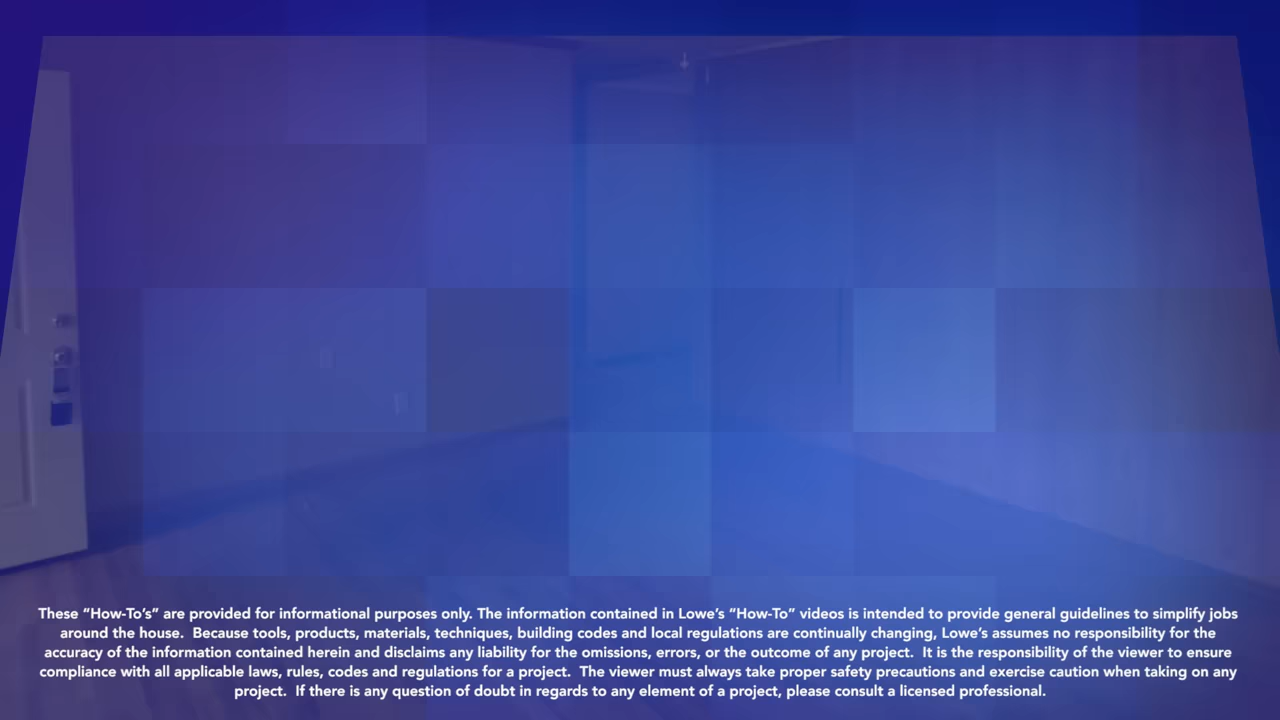 These “How-To’s” are provided for informational purposes only. The information contained in Lowe’s “How-To” videos is intended to provide general guidelines to simplify jobs
around the house.  Because tools, products, materials, techniques, building codes and local regulations are continually changing, Lowe’s assumes no responsibility for the
accuracy of the information contained herein and disclaims any liability for the omissions, errors, or the outcome of any project.  It is the responsibility of the viewer to ensure
compliance with all applicable laws, rules, codes and regulations for a project.  The viewer must always take proper safety precautions and exercise caution when taking on any
project.  If there is any question of doubt in regards to any element of a project, please consult a licensed professional.